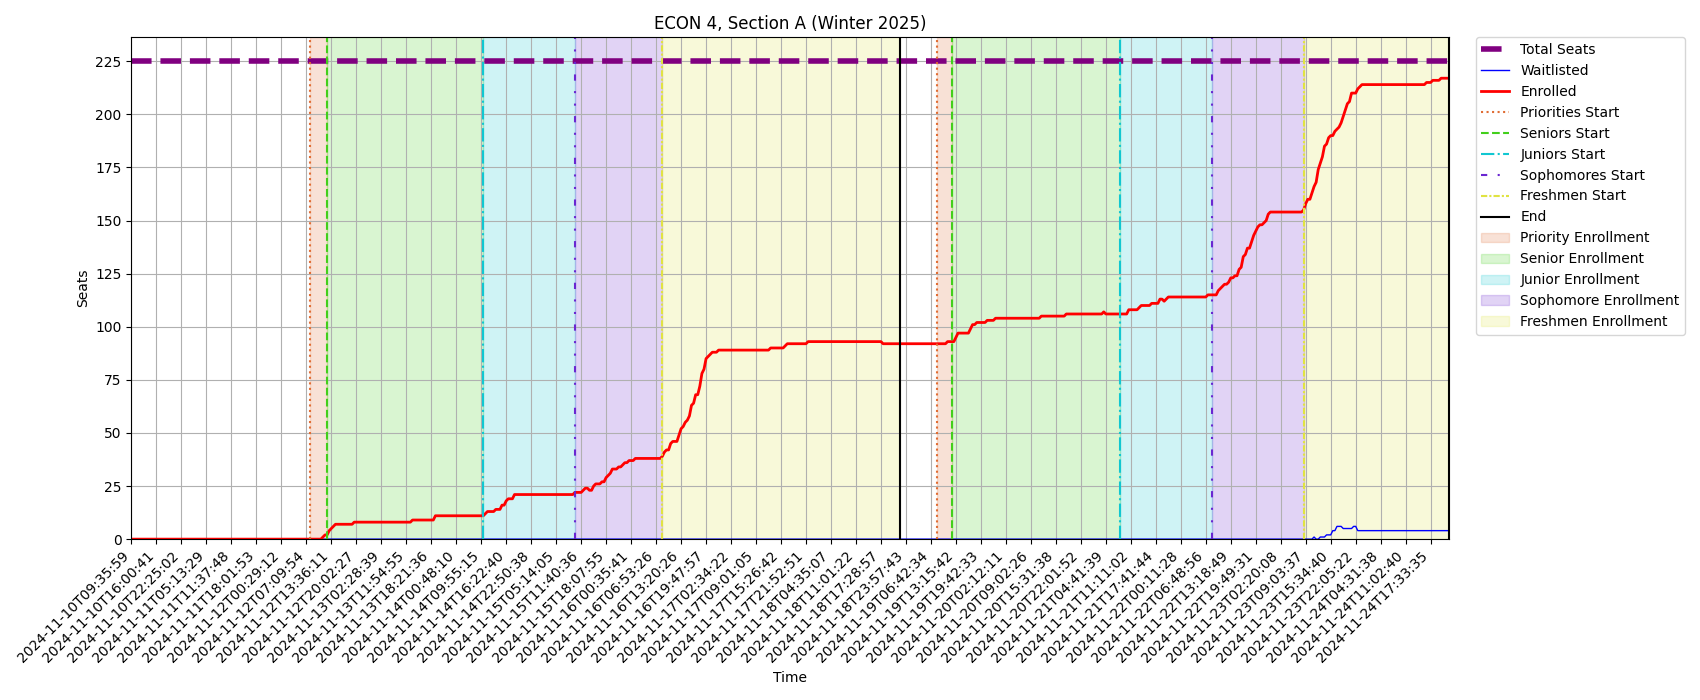 ECON 4, Section A (Winter 2025)
Seats
225
200
175
150
125
100
75
50
25
0
2024-11-10T09:35:59
2024-11-10T16:00:41
2024-11-10T22:25:02
2024-11-11T05:13:29
2024-11-11T11:37:48
2024-11-11T18:01:53
2024-11-12T00:29:12
2024-11-12T07:09:54
2024-11-12T13:36:11
2024-11-12T20:02:27
2024-11-13T02:28:39
2024-11-13T11:54:55
2024-11-13T18:21:36
2024-11-14T00:48:10
2024-11-14T09:55:15
2024-11-14T16:22:40
2024-11-14T22:50:38
2024-11-15T05:14:05
2024-11-15T11:40:36
2024-11-15T18:07:55
2024-11-16T00:35:41
2024-11-16T06:53:26
2024-11-16T13:20:26
2024-11-16T19:47:57
2024-11-17T02:34:22
2024-11-17T09:01:05
2024-11-17T15:26:42
2024-11-17T21:52:51
2024-11-18T04:35:07
2024-11-18T11:01:22
2024-11-18T17:28:57
2024-11-18T23:57:43
2024-11-19T06:42:34
2024-11-19T13:15:42
2024-11-19T19:42:33
2024-11-20T02:12:11
2024-11-20T09:02:26
2024-11-20T15:31:38
2024-11-20T22:01:52
2024-11-21T04:41:39
2024-11-21T11:11:02
2024-11-21T17:41:44
2024-11-22T00:11:28
2024-11-22T06:48:56
2024-11-22T13:18:49
2024-11-22T19:49:31
2024-11-23T02:20:08
2024-11-23T09:03:37
2024-11-23T15:34:40
2024-11-23T22:05:22
2024-11-24T04:31:38
2024-11-24T11:02:40
2024-11-24T17:33:35
Time
Total Seats
Waitlisted
Enrolled
Priorities Start
Seniors Start
Juniors Start
Sophomores Start
Freshmen Start
End
Priority Enrollment
Senior Enrollment
Junior Enrollment
Sophomore Enrollment
Freshmen Enrollment